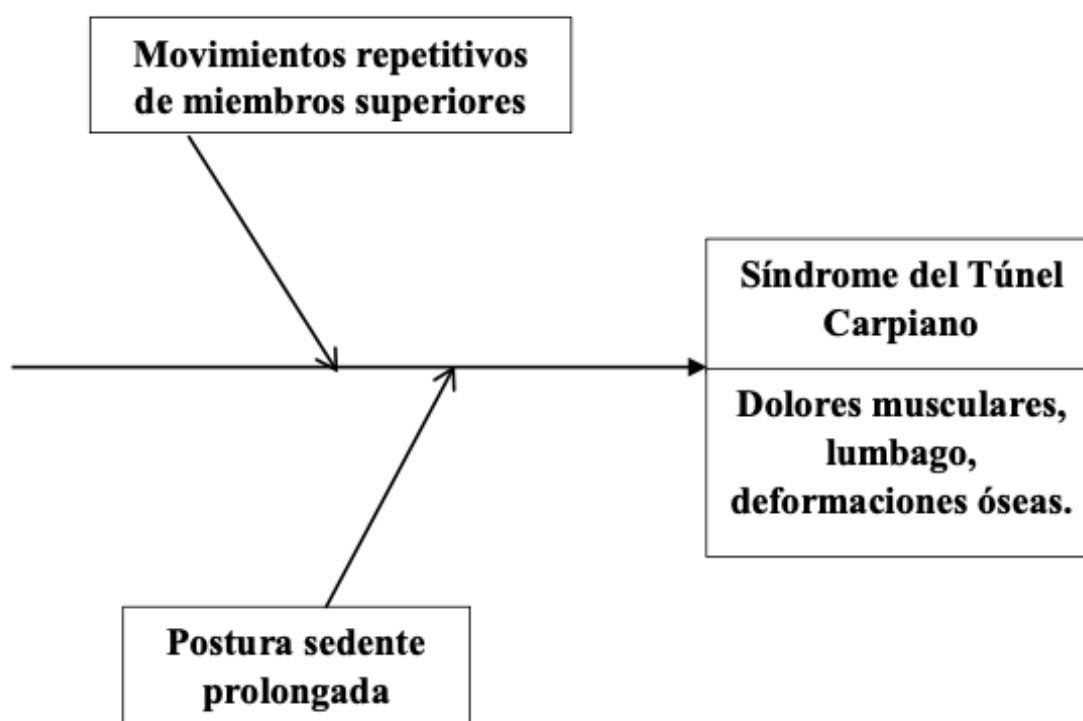 Movimientos repetitivos
de miembros superiores
Síndrome del Túnel
Carpiano
Dolores musculares,
lumbago,
deformaciones óseas.
Postura sedente
prolongada